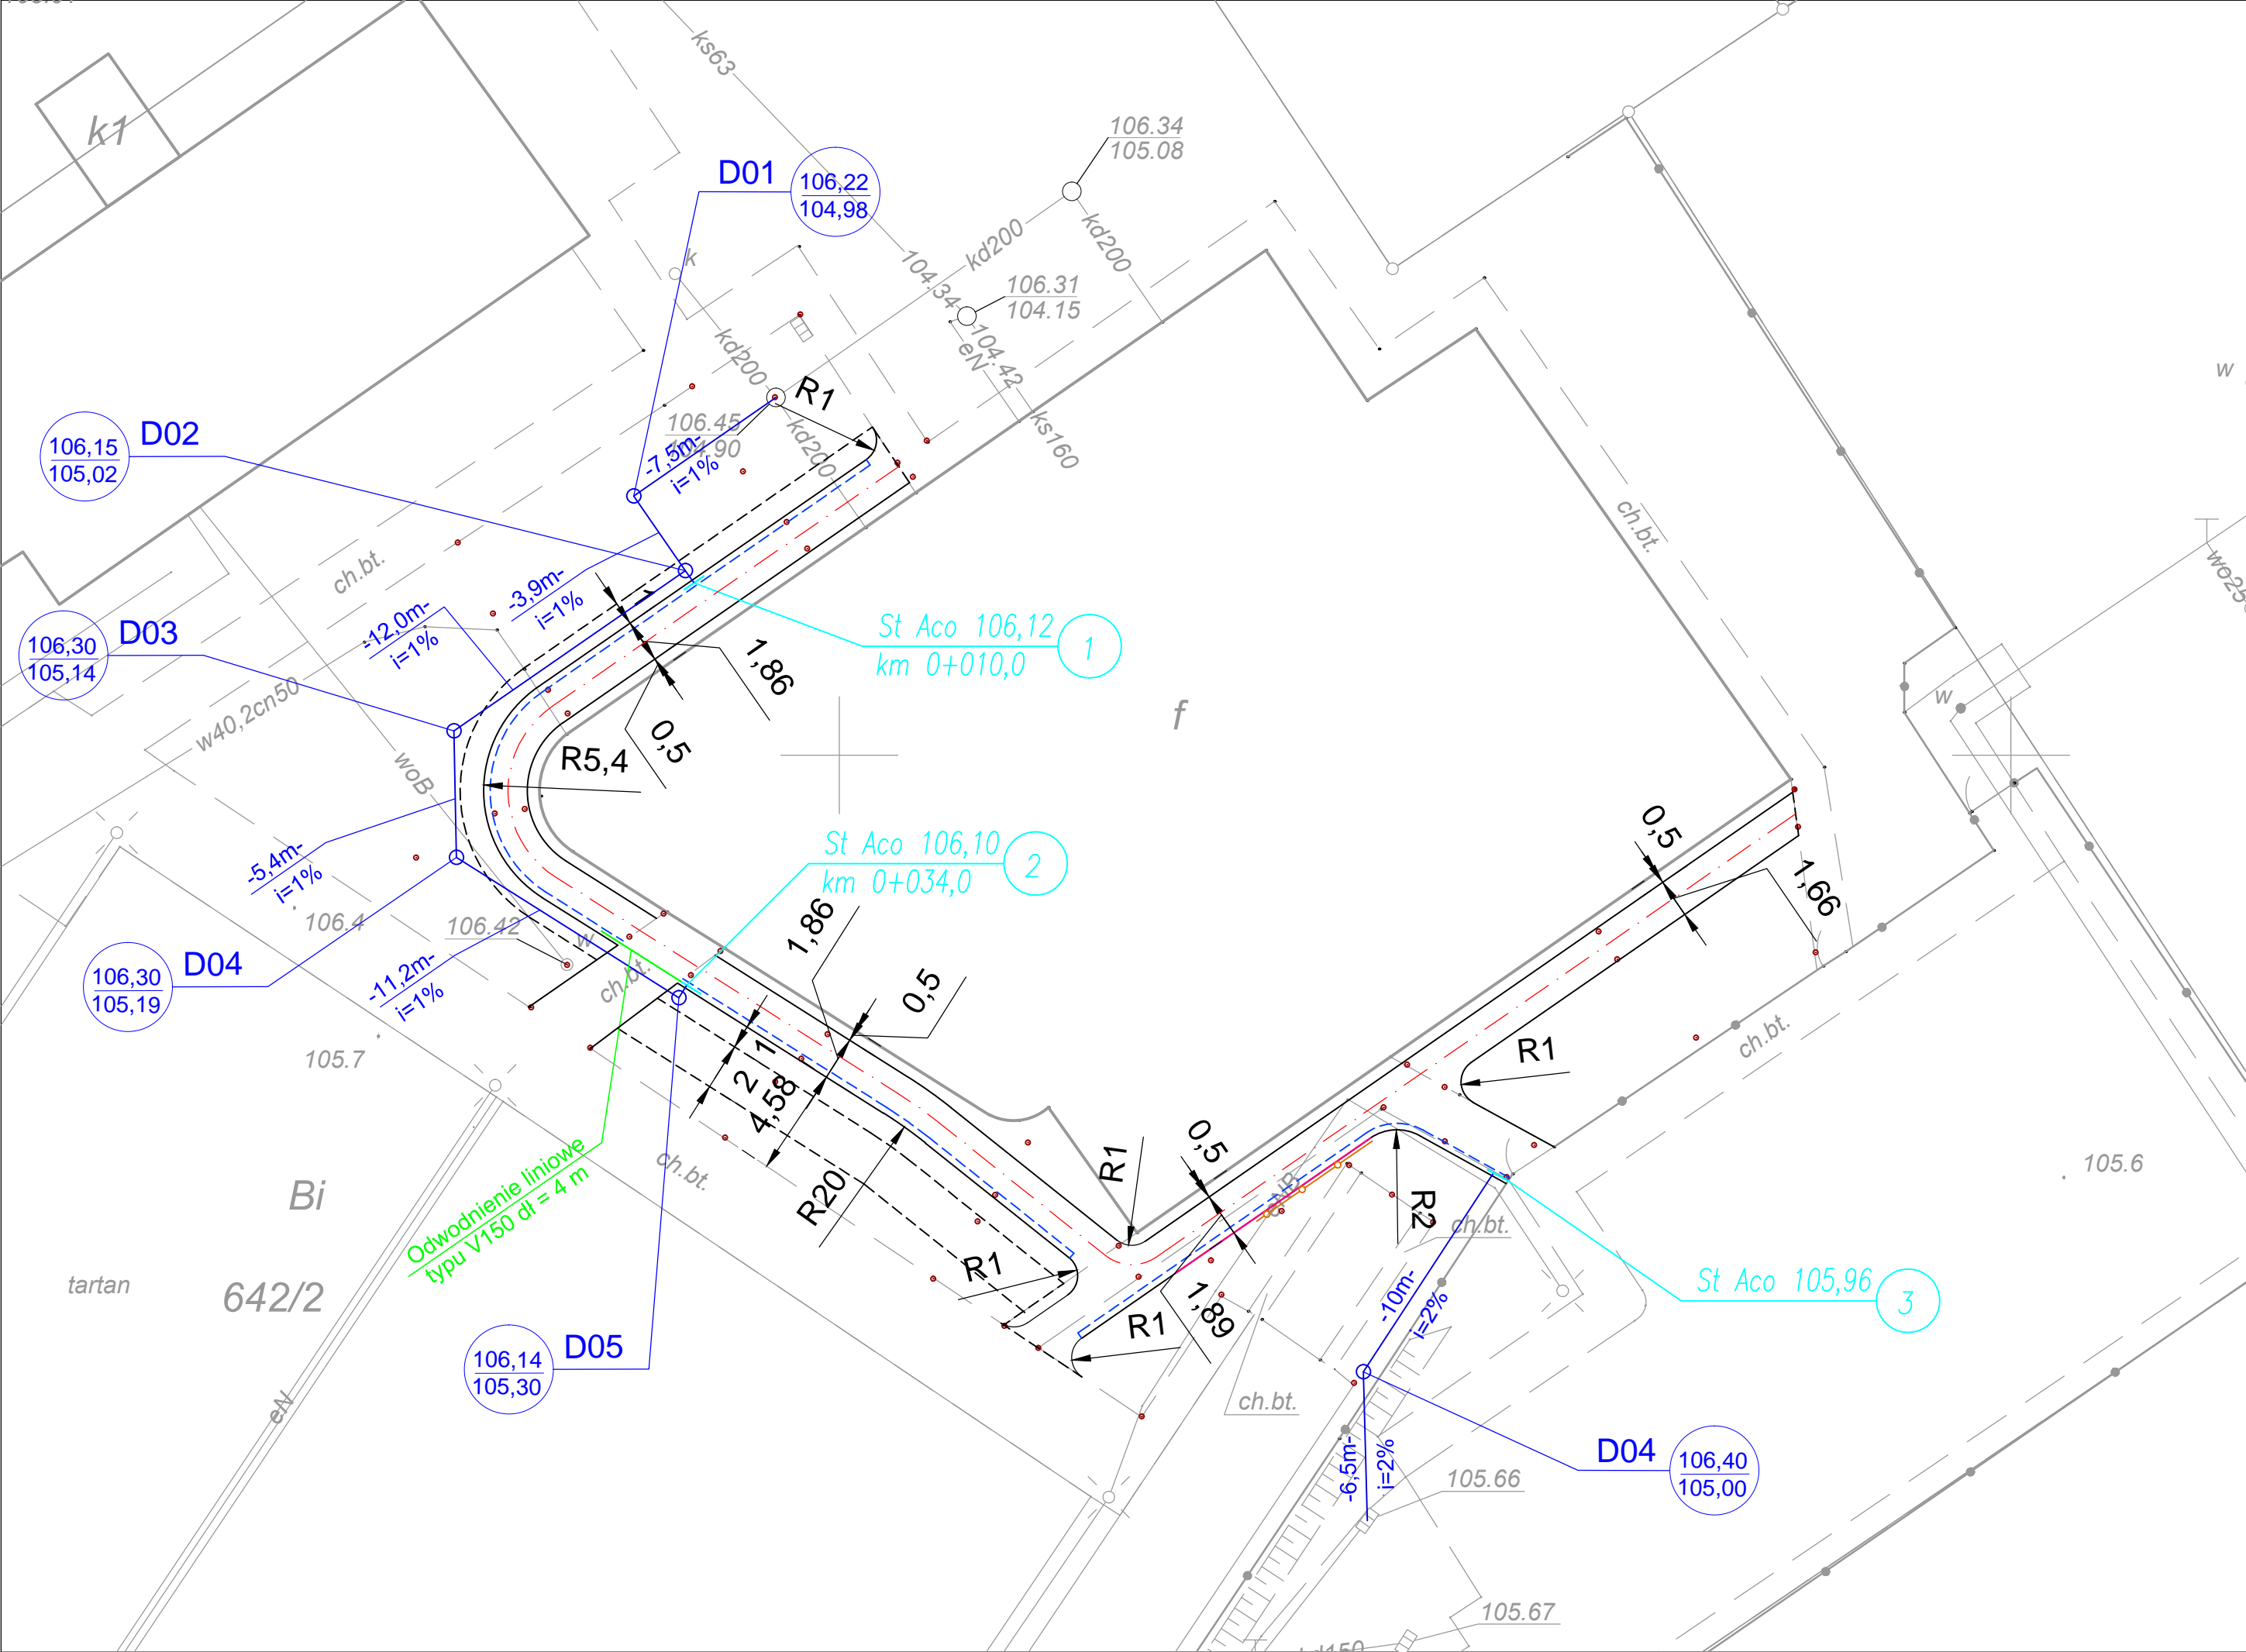 k1
ks63
106.34
105.08
D01
106,22
104,98
kd200
kd200
104.34
k
106.31
104.15
104.42
eN
kd200
R1
ks160
w
106.45
kd200
-7,5m-
i=1%
D02
106,15
105,02
ch.bt.
ch.bt.
-3,9m-
i=1%
-12,0m-
i=1%
D03
106,30
105,14
St Aco 106,12
km 0+010,0
1
1,86
0,5
w40,2cn50
woB
R5,4
f
w
0,5
1,66
St Aco 106,10
km 0+034,0
2
-5,4m-
i=1%
106.4
106.42
w
ch.bt.
1,86
0,5
D04
106,30
105,19
-11,2m-
i=1%
105.7
1
2
4,58
R1
ch.bt.
ch.bt.
R20
R1
0,5
R2
ch.bt.
105.6
Bi
Odwodnienie liniowe
typu V150 dł = 4 m
R1
R1
1,89
-10m-
i=2%
St Aco 105,96
3
tartan
642/2
D05
106,14
105,30
eN
ch.bt.
D04
106,40
105,00
-6,5m-
i=2%
105.66
105.67